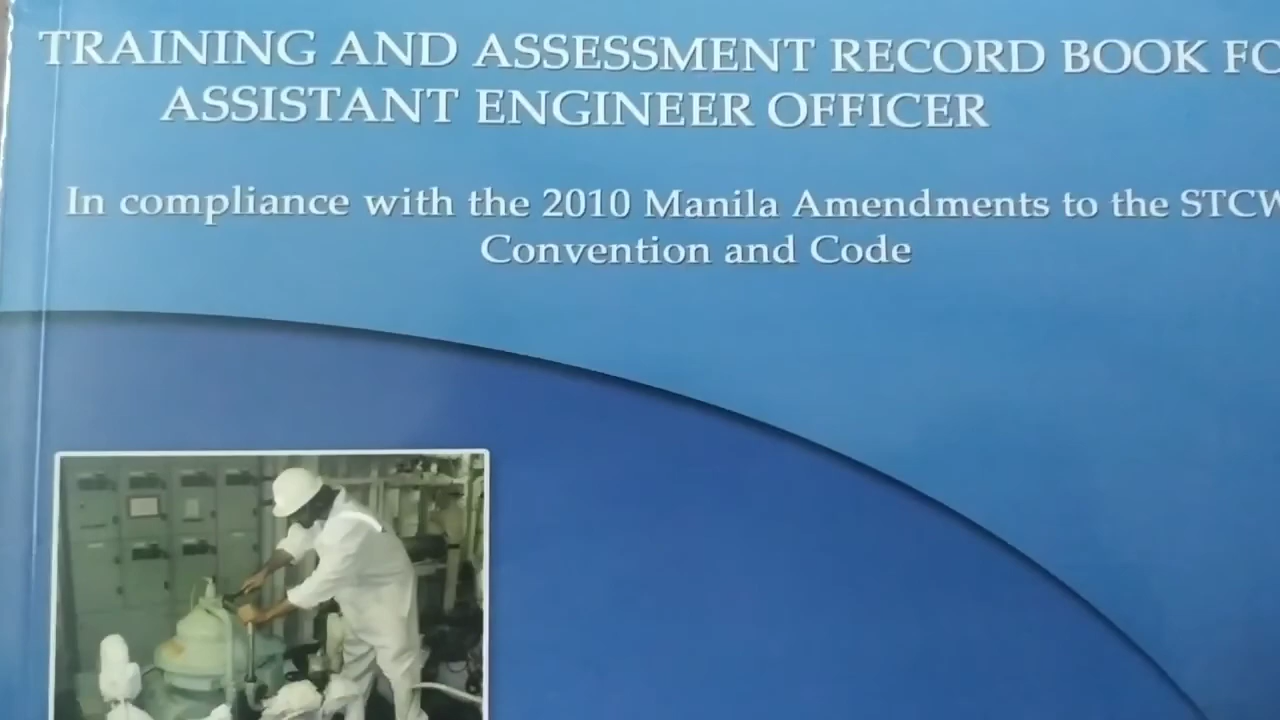 TRAINING AND ASSESSMENT RECORD BOOK FO
ASSISTANT ENGINEER OFFICER
In compliance with the 2010 Manila Amendments to the STCW
Convention and Code